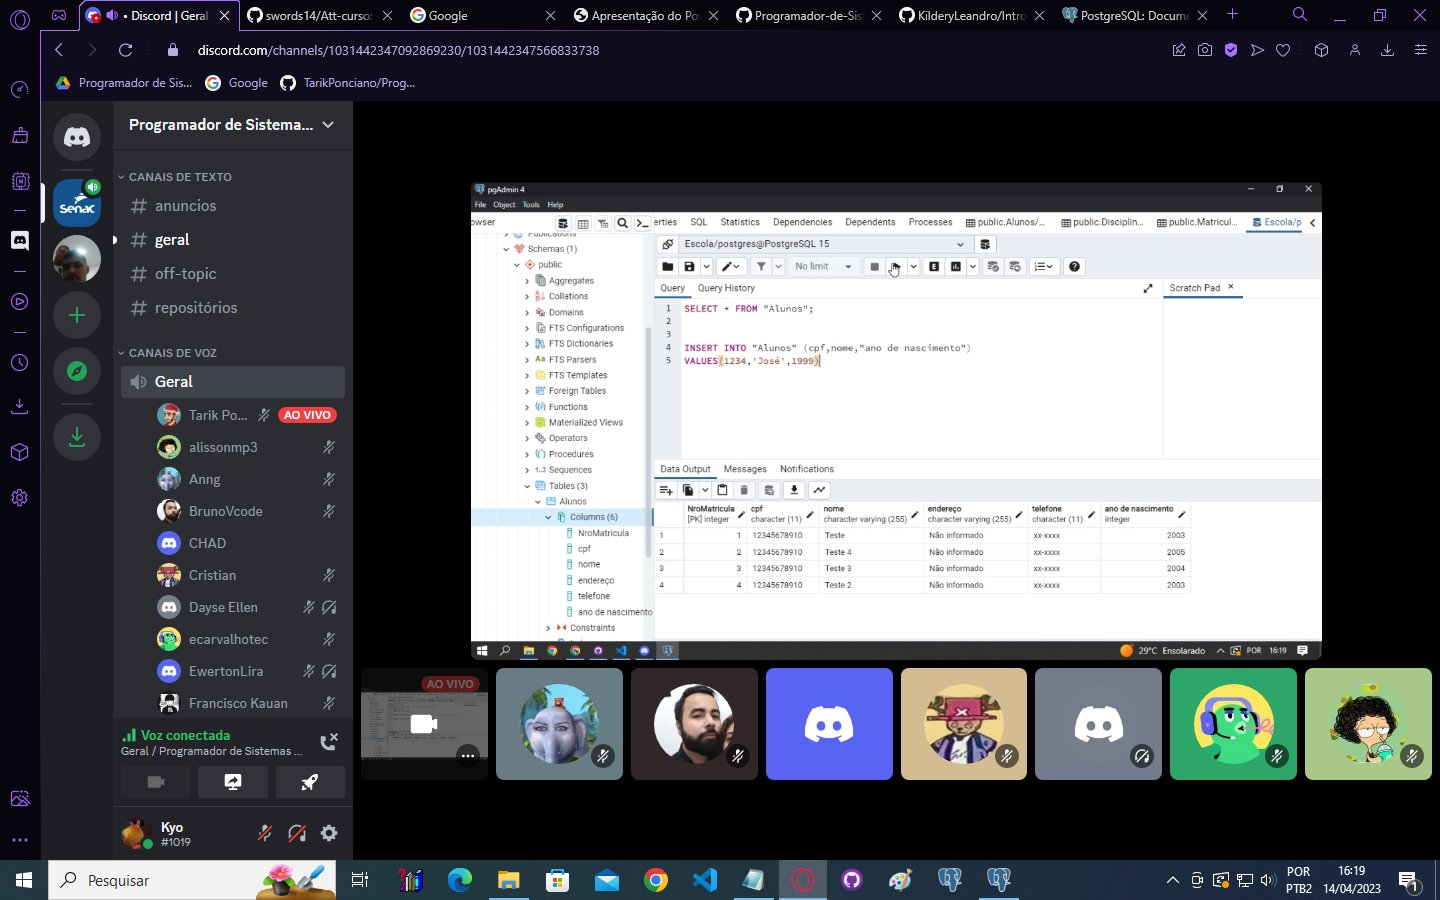 Discord | Geral
swords14/Att-curso
Google
Apresentação do Po
Programador-de-Sis
KilderyLeandro/Intro
PostgreSQL: Docume
discord.com/channels/1031442347092869230/1031442347566833738
Programador de Sis...
Google
TarikPonciano/Prog...
Programador de Sistema...
CANAIS DE TEXTO
anuncios
geral
off-topic
repositórios
CANAIS DE VOZ
Geral
Tarik Po... AO VIVO
alissonmp3
Anng
BrunoVcode
CHAD
Cristian
Dayse Ellen
ecarvalhotec
EwertonLira
Francisco Kauan
Voz conectada
Geral / Programador de Sistemas ...
Kyo
#1019
senac
pgAdmin 4
File Object Tools Help
owser
erties SQL Statistics Dependencies Dependents Processes public.Alunos/... public.Disciplin... public.Matricul... Escola/p
Publications
Schemas (1)
public
Aggregates
Collations
Domains
FTS Configurations
FTS Dictionaries
FTS Parsers
FTS Templates
Foreign Tables
Functions
Materialized Views
Operators
Procedures
Sequences
Tables (3)
Alunos
Columns (6)
NroMatricula
cpf
nome
endereço
telefone
ano de nascimento
Constraints
Escola/postgres@PostgreSQL 15
No limit
Query Query History
Scratch Pad
1 SELECT * FROM "Alunos";
2
3
4 INSERT INTO "Alunos" (cpf,nome,"ano de nascimento")
5 VALUES(1234,'José',1999)
Data Output Messages Notifications
NroMatricula cpf nome endereço telefone ano de nascimento
[PK] integer character (11) character varying (255) character varying (255) character (11) integer
1 1 12345678910 Teste Não informado xx-xxxx 2003
2 2 12345678910 Teste 4 Não informado xx-xxxx 2005
3 3 12345678910 Teste 3 Não informado xx-xxxx 2004
4 4 12345678910 Teste 2 Não informado xx-xxxx 2003
29°C Ensolarado POR 16:19
AO VIVO
Pesquisar
POR
PTB2
16:19
14/04/2023
1